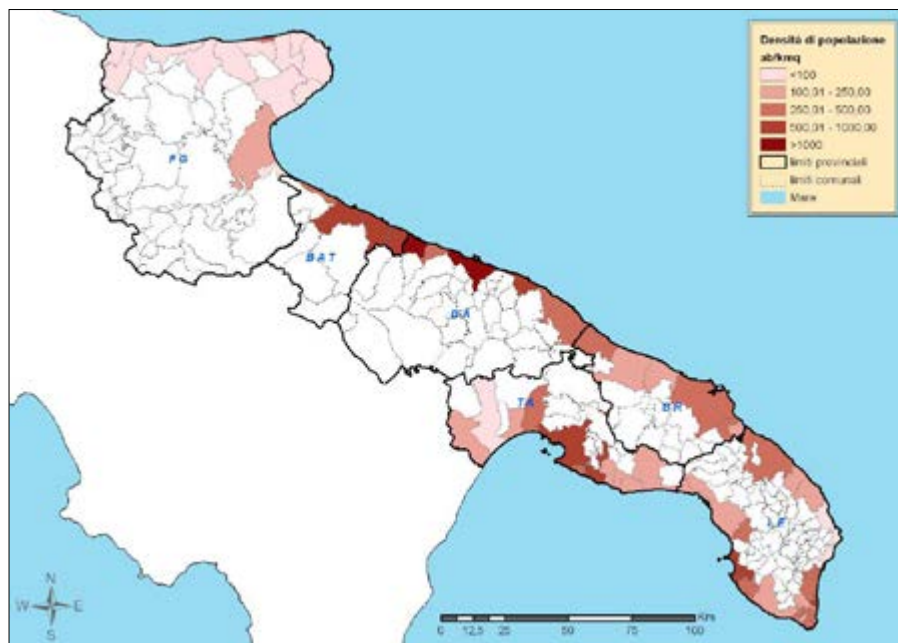 Densità di popolazione
ab/kmq
<100
100,01 - 250,00
250,01 - 500,00
500,01 - 1000,00
>1000
limiti provinciali
limiti comunali
Mare
FG
BAT
BA
TA
BR
LE
N
W E
S
Km
0 12,5 25 50 75 100